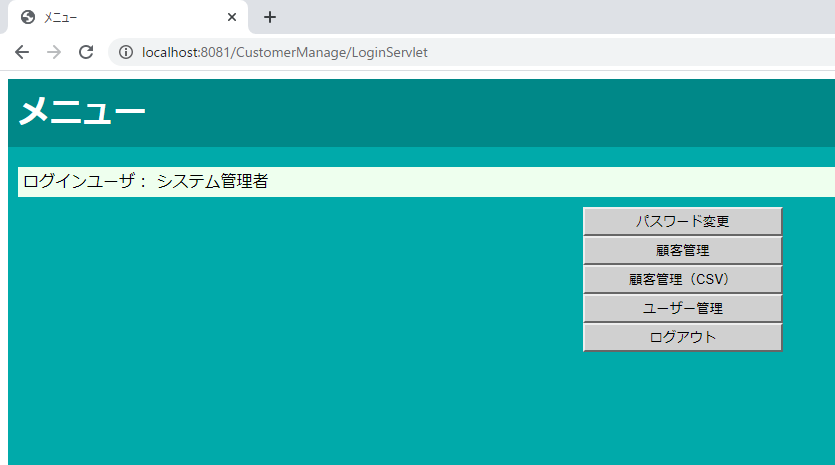 メニュー
localhost:8081/CustomerManage/LoginServlet
メニュー
ログインユーザ： システム管理者
パスワード変更
顧客管理
顧客管理（CSV）
ユーザー管理
ログアウト